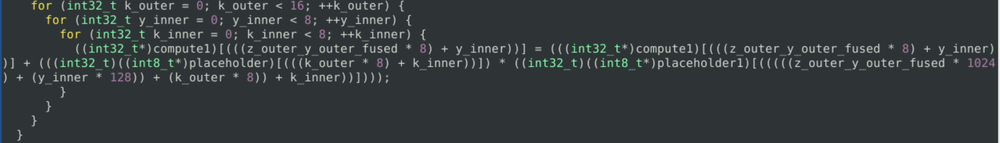 for (int32_t k_outer = 0; k_outer < 16; ++k_outer) {
for (int32_t y_inner = 0; y_inner < 8; ++y_inner) {
for (int32_t k_inner = 0; k_inner < 8; ++k_inner) {
((int32_t*)compute1)[(((z_outer_y_outer_fused * 8) + y_inner))] = (((int32_t*)compute1)[(((z_outer_y_outer_fused * 8) + y_inner)
)] + (((int32_t)((int8_t*)placeholder)[(((k_outer * 8) + k_inner))]) * ((int32_t)((int8_t*)placeholder1)[(((((z_outer_y_outer_fused * 1024
) + (y_inner * 128)) + (k_outer * 8)) + k_inner))])));
}
}
}
}